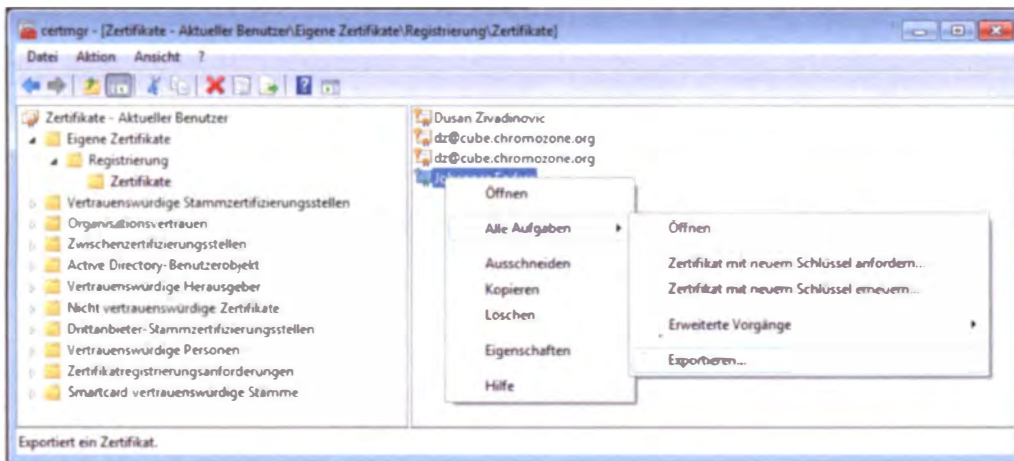 certmgr - [Zertifikate - Aktueller Benutzer\Eigene Zertifikate\Registrierung\Zertifikate]
Datei Aktion Ansicht ?
Zertifikate - Aktueller Benutzer
Eigene Zertifikate
Registrierung
Zertifikate
Vertrauenswürdige Stammzertifizierungsstellen
Organisationsvertrauen
Zwischenzertifizierungsstellen
Active Directory-Benutzerobjekt
Vertrauenswürdige Herausgeber
Nicht vertrauenswürdige Zertifikate
Drittanbieter-Stammzertifizierungsstellen
Vertrauenswürdige Personen
Zertifikatregistrierungsanforderungen
Smartcard vertrauenswürdige Stämme
Dusan Zivadinovic
dz@cube.chromozone.org
dz@cube.chromozone.org
Öffnen
Alle Aufgaben
Ausschneiden
Kopieren
Löschen
Eigenschaften
Hilfe
Öffnen
Zertifikat mit neuem Schlüssel anfordern...
Zertifikat mit neuem Schlüssel erneuern...
Erweiterte Vorgänge
Exportieren...
Exportiert ein Zertifikat.